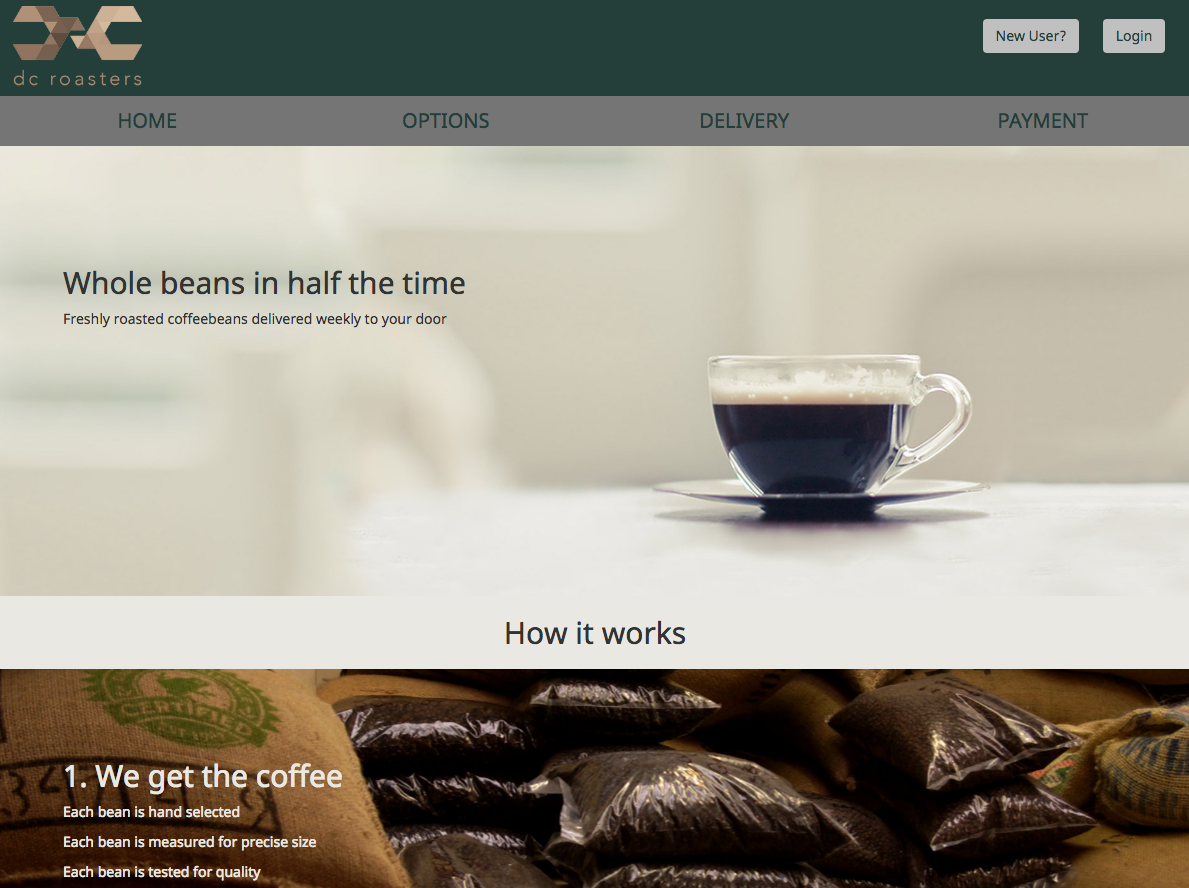 dc roasters
New User?
Login
HOME
OPTIONS
DELIVERY
PAYMENT
Whole beans in half the time
Freshly roasted coffeebeans delivered weekly to your door
How it works
CERTIFIED
1. We get the coffee
Each bean is hand selected
Each bean is measured for precise size
Each bean is tested for quality